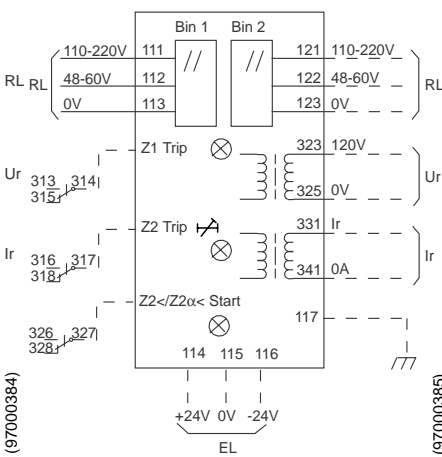 Bin 1 Bin 2
110-220V 111 121 110-220V
RL RL 48-60V 112 122 48-60V RL
0V 113 123 0V
Z1 Trip 323 120V
Ur 313 314 Ur
315 325 0V
Z2 Trip 331 Ir
Ir 316 317 Ir
318 341 0A
Z2</Z2α< Start
326 327 117
328
114 115 116
+24V 0V -24V
EL
(97000384)
(97000385)